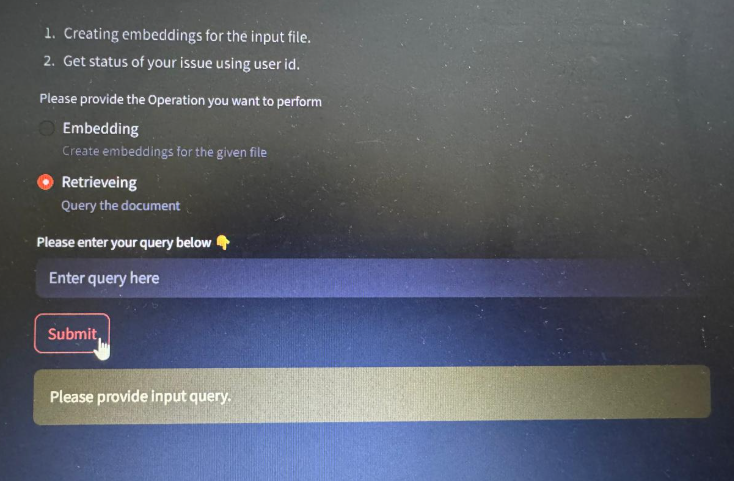 1. Creating embeddings for the input file.
2. Get status of your issue using user id.
Please provide the Operation you want to perform
Embedding
Create embeddings for the given file
Retrieveing
Query the document
Please enter your query below 👇
Enter query here
Submit
Please provide input query.